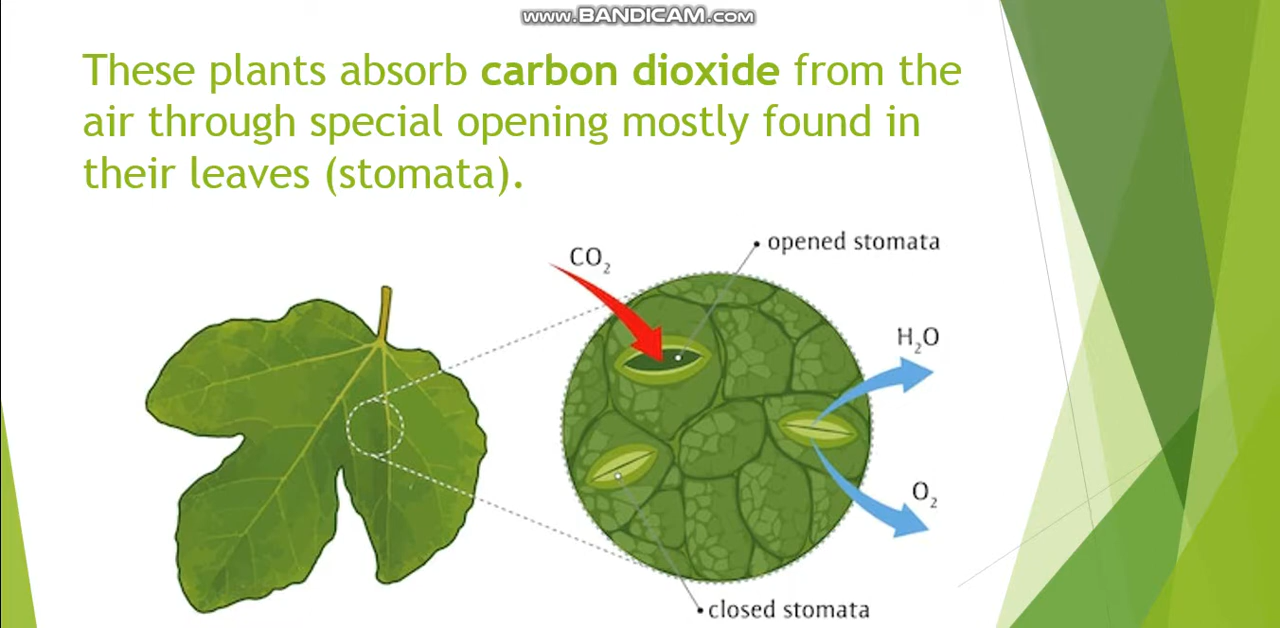 www.BANDICAM.com
These plants absorb carbon dioxide from the
air through special opening mostly found in
their leaves (stomata).
opened stomata
CO₂
H₂O
O₂
closed stomata